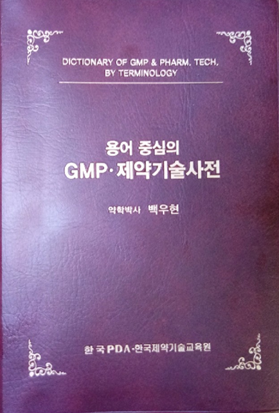 DICTIONARY OF GMP & PHARM. TECH.
BY TERMINOLOGY
용어 중심의
GMP·제약기술사전
약학박사 백우현
한국PDA-한국제약기술교육원